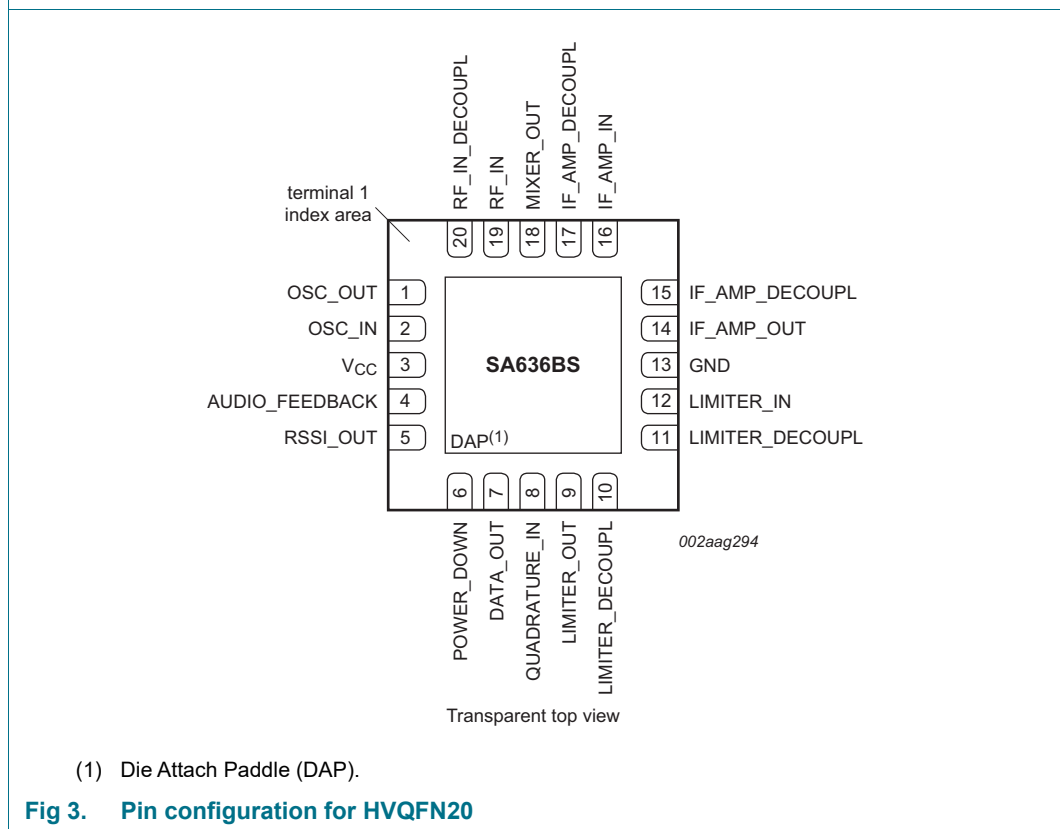 RF_IN_DECOUPL
RF_IN
MIXER_OUT
IF_AMP_DECOUPL
IF_AMP_IN
terminal 1
index area
20 19 18 17 16
OSC_OUT 1
15 IF_AMP_DECOUPL
OSC_IN 2
14 IF_AMP_OUT
VCC 3
SA636BS
13 GND
AUDIO_FEEDBACK 4
12 LIMITER_IN
RSSI_OUT 5
DAP(1)
11 LIMITER_DECOUPL
6 7 8 9 10
POWER_DOWN
DATA_OUT
QUADRATURE_IN
LIMITER_OUT
LIMITER_DECOUPL
002aag294
Transparent top view
(1) Die Attach Paddle (DAP).
Fig 3. Pin configuration for HVQFN20